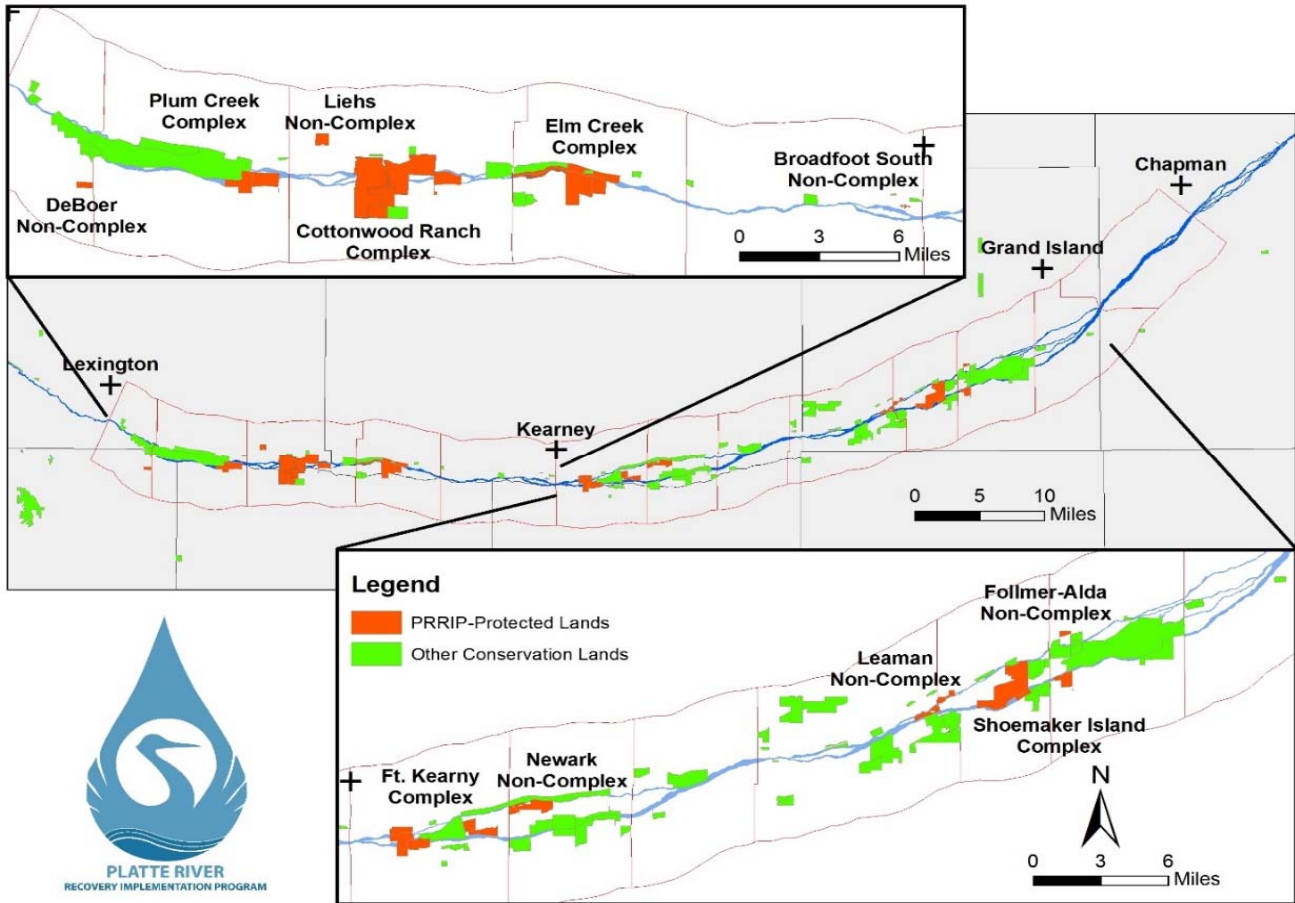 Plum Creek
Complex
Liehs
Non-Complex
Elm Creek
Complex
Broadfoot South
Non-Complex
DeBoer
Non-Complex
Cottonwood Ranch
Complex
0 3 6
Miles
Chapman
Grand Island
Lexington
Kearney
0 5 10
Miles
Legend
PRRIP-Protected Lands
Other Conservation Lands
Follmer-Alda
Non-Complex
Leaman
Non-Complex
Shoemaker Island
Complex
Newark
Non-Complex
Ft. Kearny
Complex
N
0 3 6
Miles
PLATTE RIVER
RECOVERY IMPLEMENTATION PROGRAM